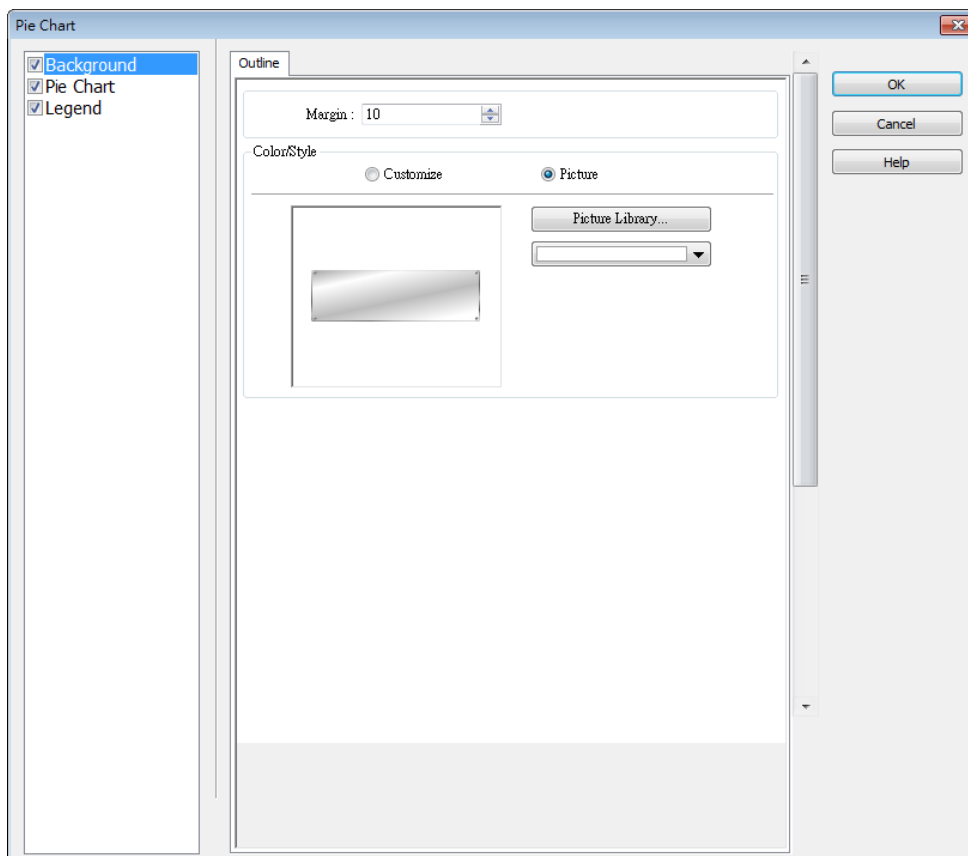 Pie Chart
Background
Pie Chart
Legend
Outline
Margin : 10
Color/Style
Customize
Picture
Picture Library...
OK
Cancel
Help